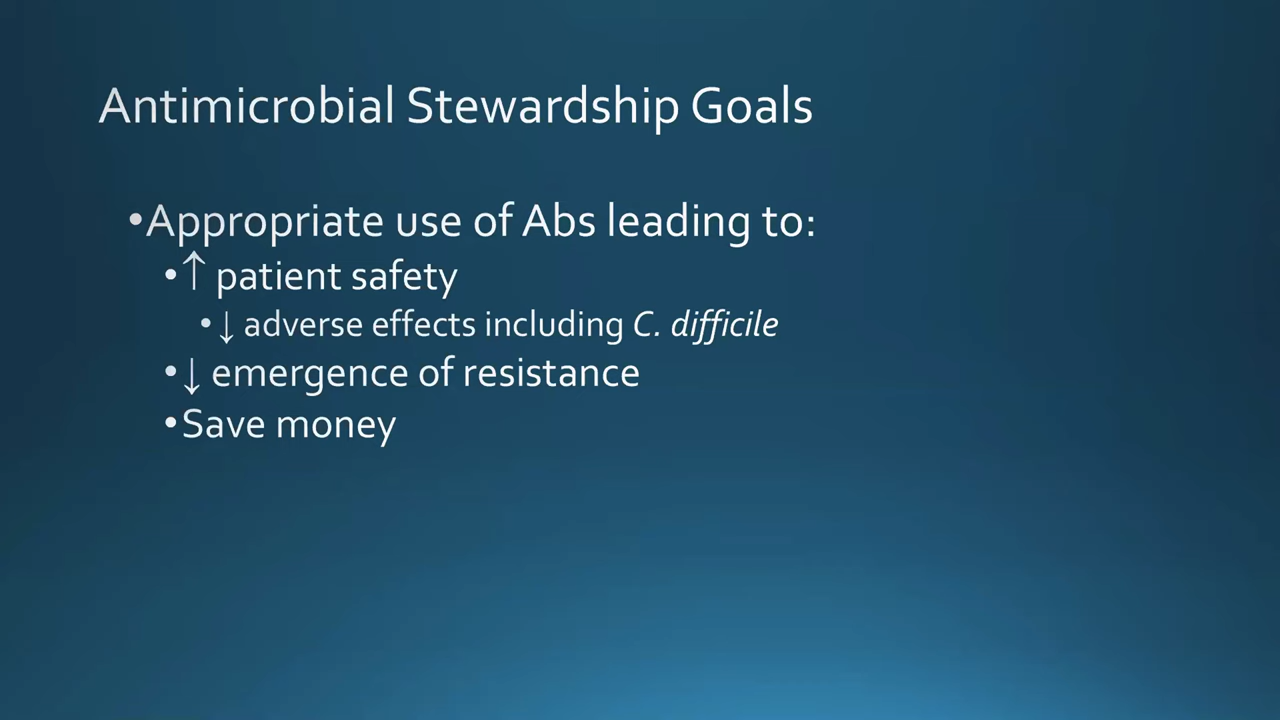 Antimicrobial Stewardship Goals
•Appropriate use of Abs leading to:
•↑ patient safety
•↓ adverse effects including C. difficile
•↓ emergence of resistance
•Save money